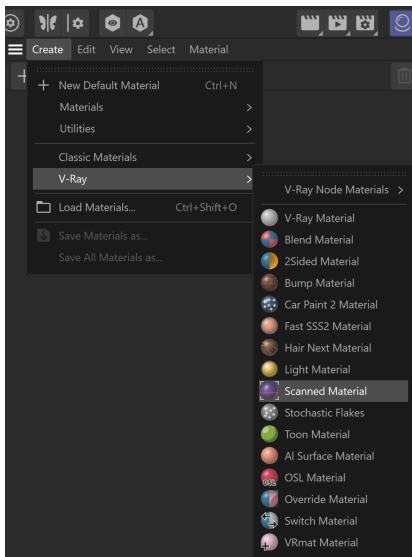 Create Edit View Select Material
New Default Material Ctrl+N
Materials
Utilities
Classic Materials
V-Ray
Load Materials... Ctrl+Shift+O
Save Materials as...
Save All Materials as...
V-Ray Node Materials
V-Ray Material
Blend Material
2Sided Material
Bump Material
Car Paint 2 Material
Fast SSS2 Material
Hair Next Material
Light Material
Scanned Material
Stochastic Flakes
Toon Material
Al Surface Material
OSL Material
Override Material
Switch Material
VRmat Material